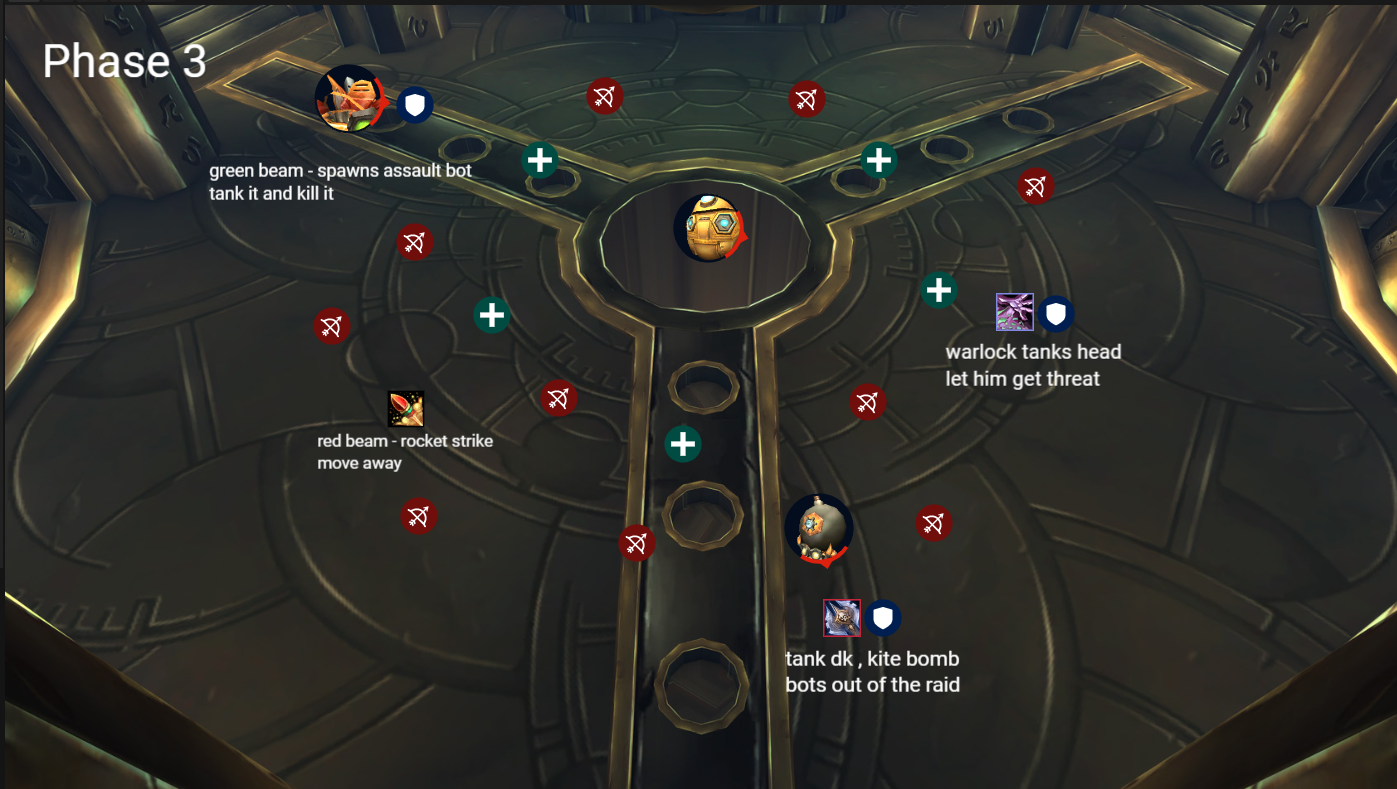 Phase 3
green beam - spawns assault bot
tank it and kill it
warlock tanks head
let him get threat
red beam - rocket strike
move away
tank dk , kite bomb
bots out of the raid